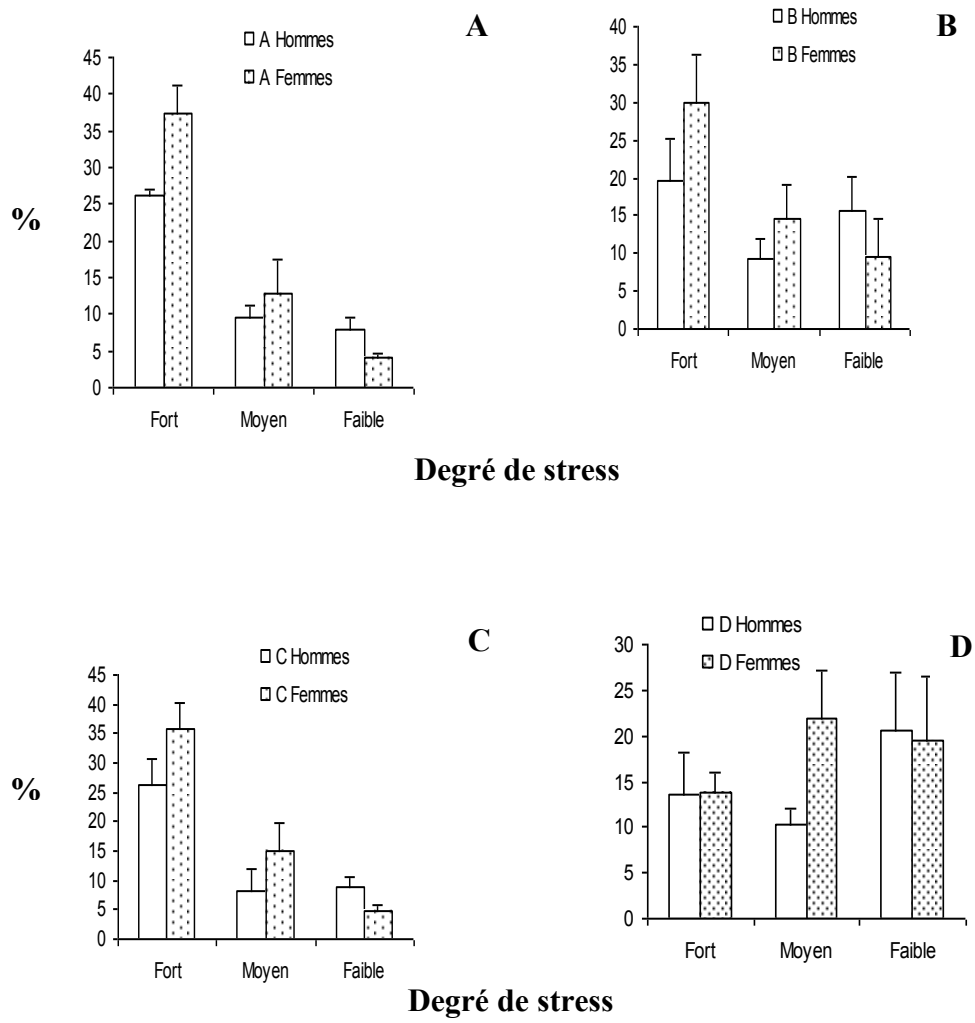 A
A Hommes
A Femmes
%
45
40
35
30
25
20
15
10
5
0
Fort Moyen Faible
B
B Hommes
B Femmes
40
35
30
25
20
15
10
5
0
Fort Moyen Faible
Degré de stress
C
C Hommes
C Femmes
%
45
40
35
30
25
20
15
10
5
0
Fort Moyen Faible
D
D Hommes
D Femmes
30
25
20
15
10
5
0
Fort Moyen Faible
Degré de stress